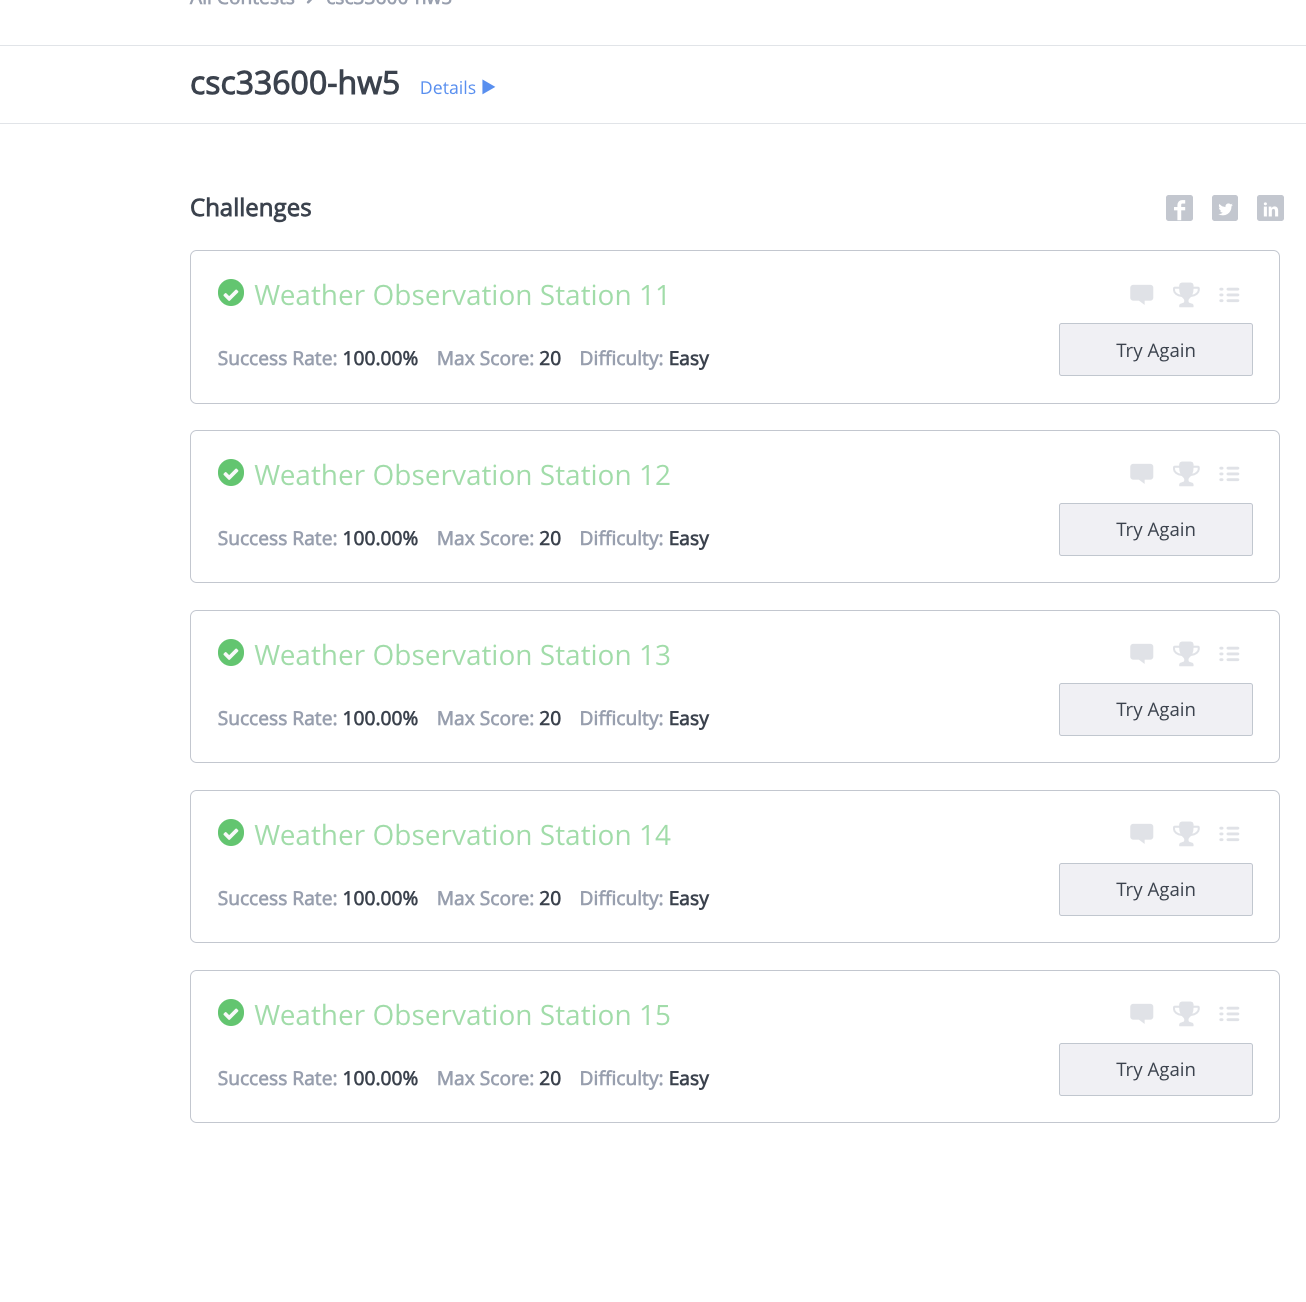 All Contests > csc33600-hw5
csc33600-hw5 Details
Challenges
Weather Observation Station 11
Success Rate: 100.00% Max Score: 20 Difficulty: Easy
Try Again
Weather Observation Station 12
Success Rate: 100.00% Max Score: 20 Difficulty: Easy
Try Again
Weather Observation Station 13
Success Rate: 100.00% Max Score: 20 Difficulty: Easy
Try Again
Weather Observation Station 14
Success Rate: 100.00% Max Score: 20 Difficulty: Easy
Try Again
Weather Observation Station 15
Success Rate: 100.00% Max Score: 20 Difficulty: Easy
Try Again